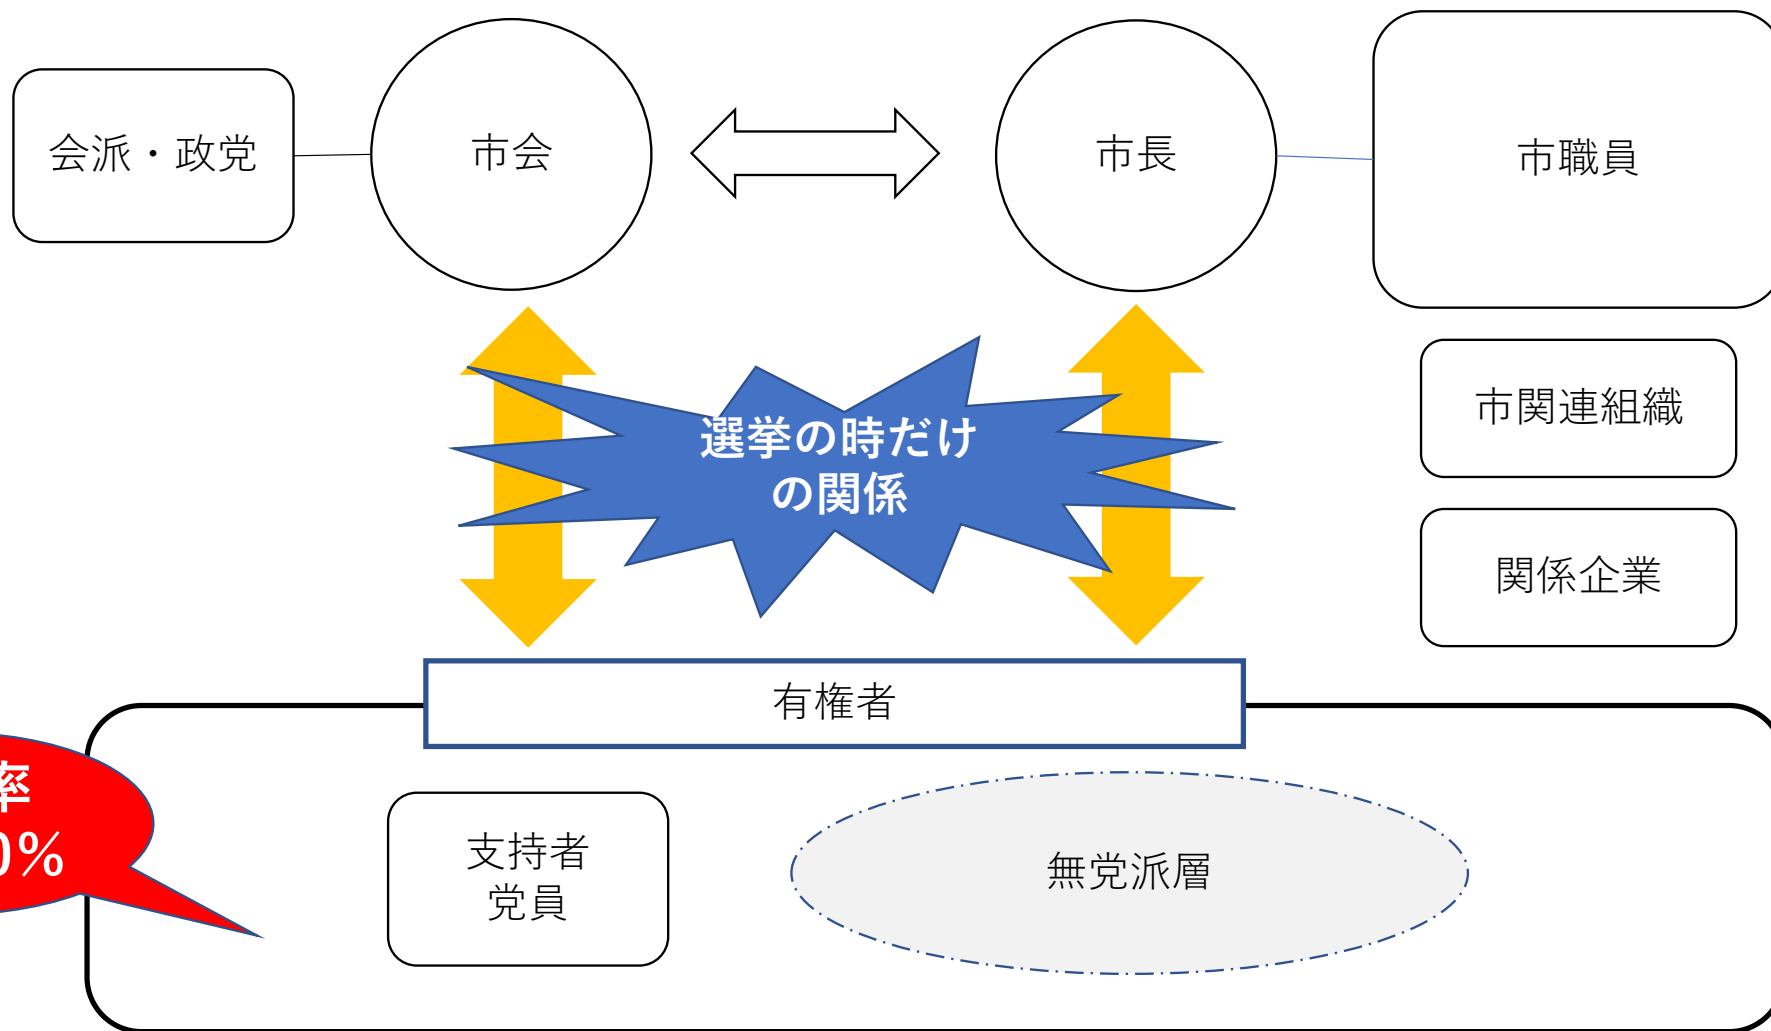 会派・政党
市会
市長
市職員
選挙の時だけ
の関係
市関連組織
関係企業
有権者
率
0%
支持者
党員
無党派層